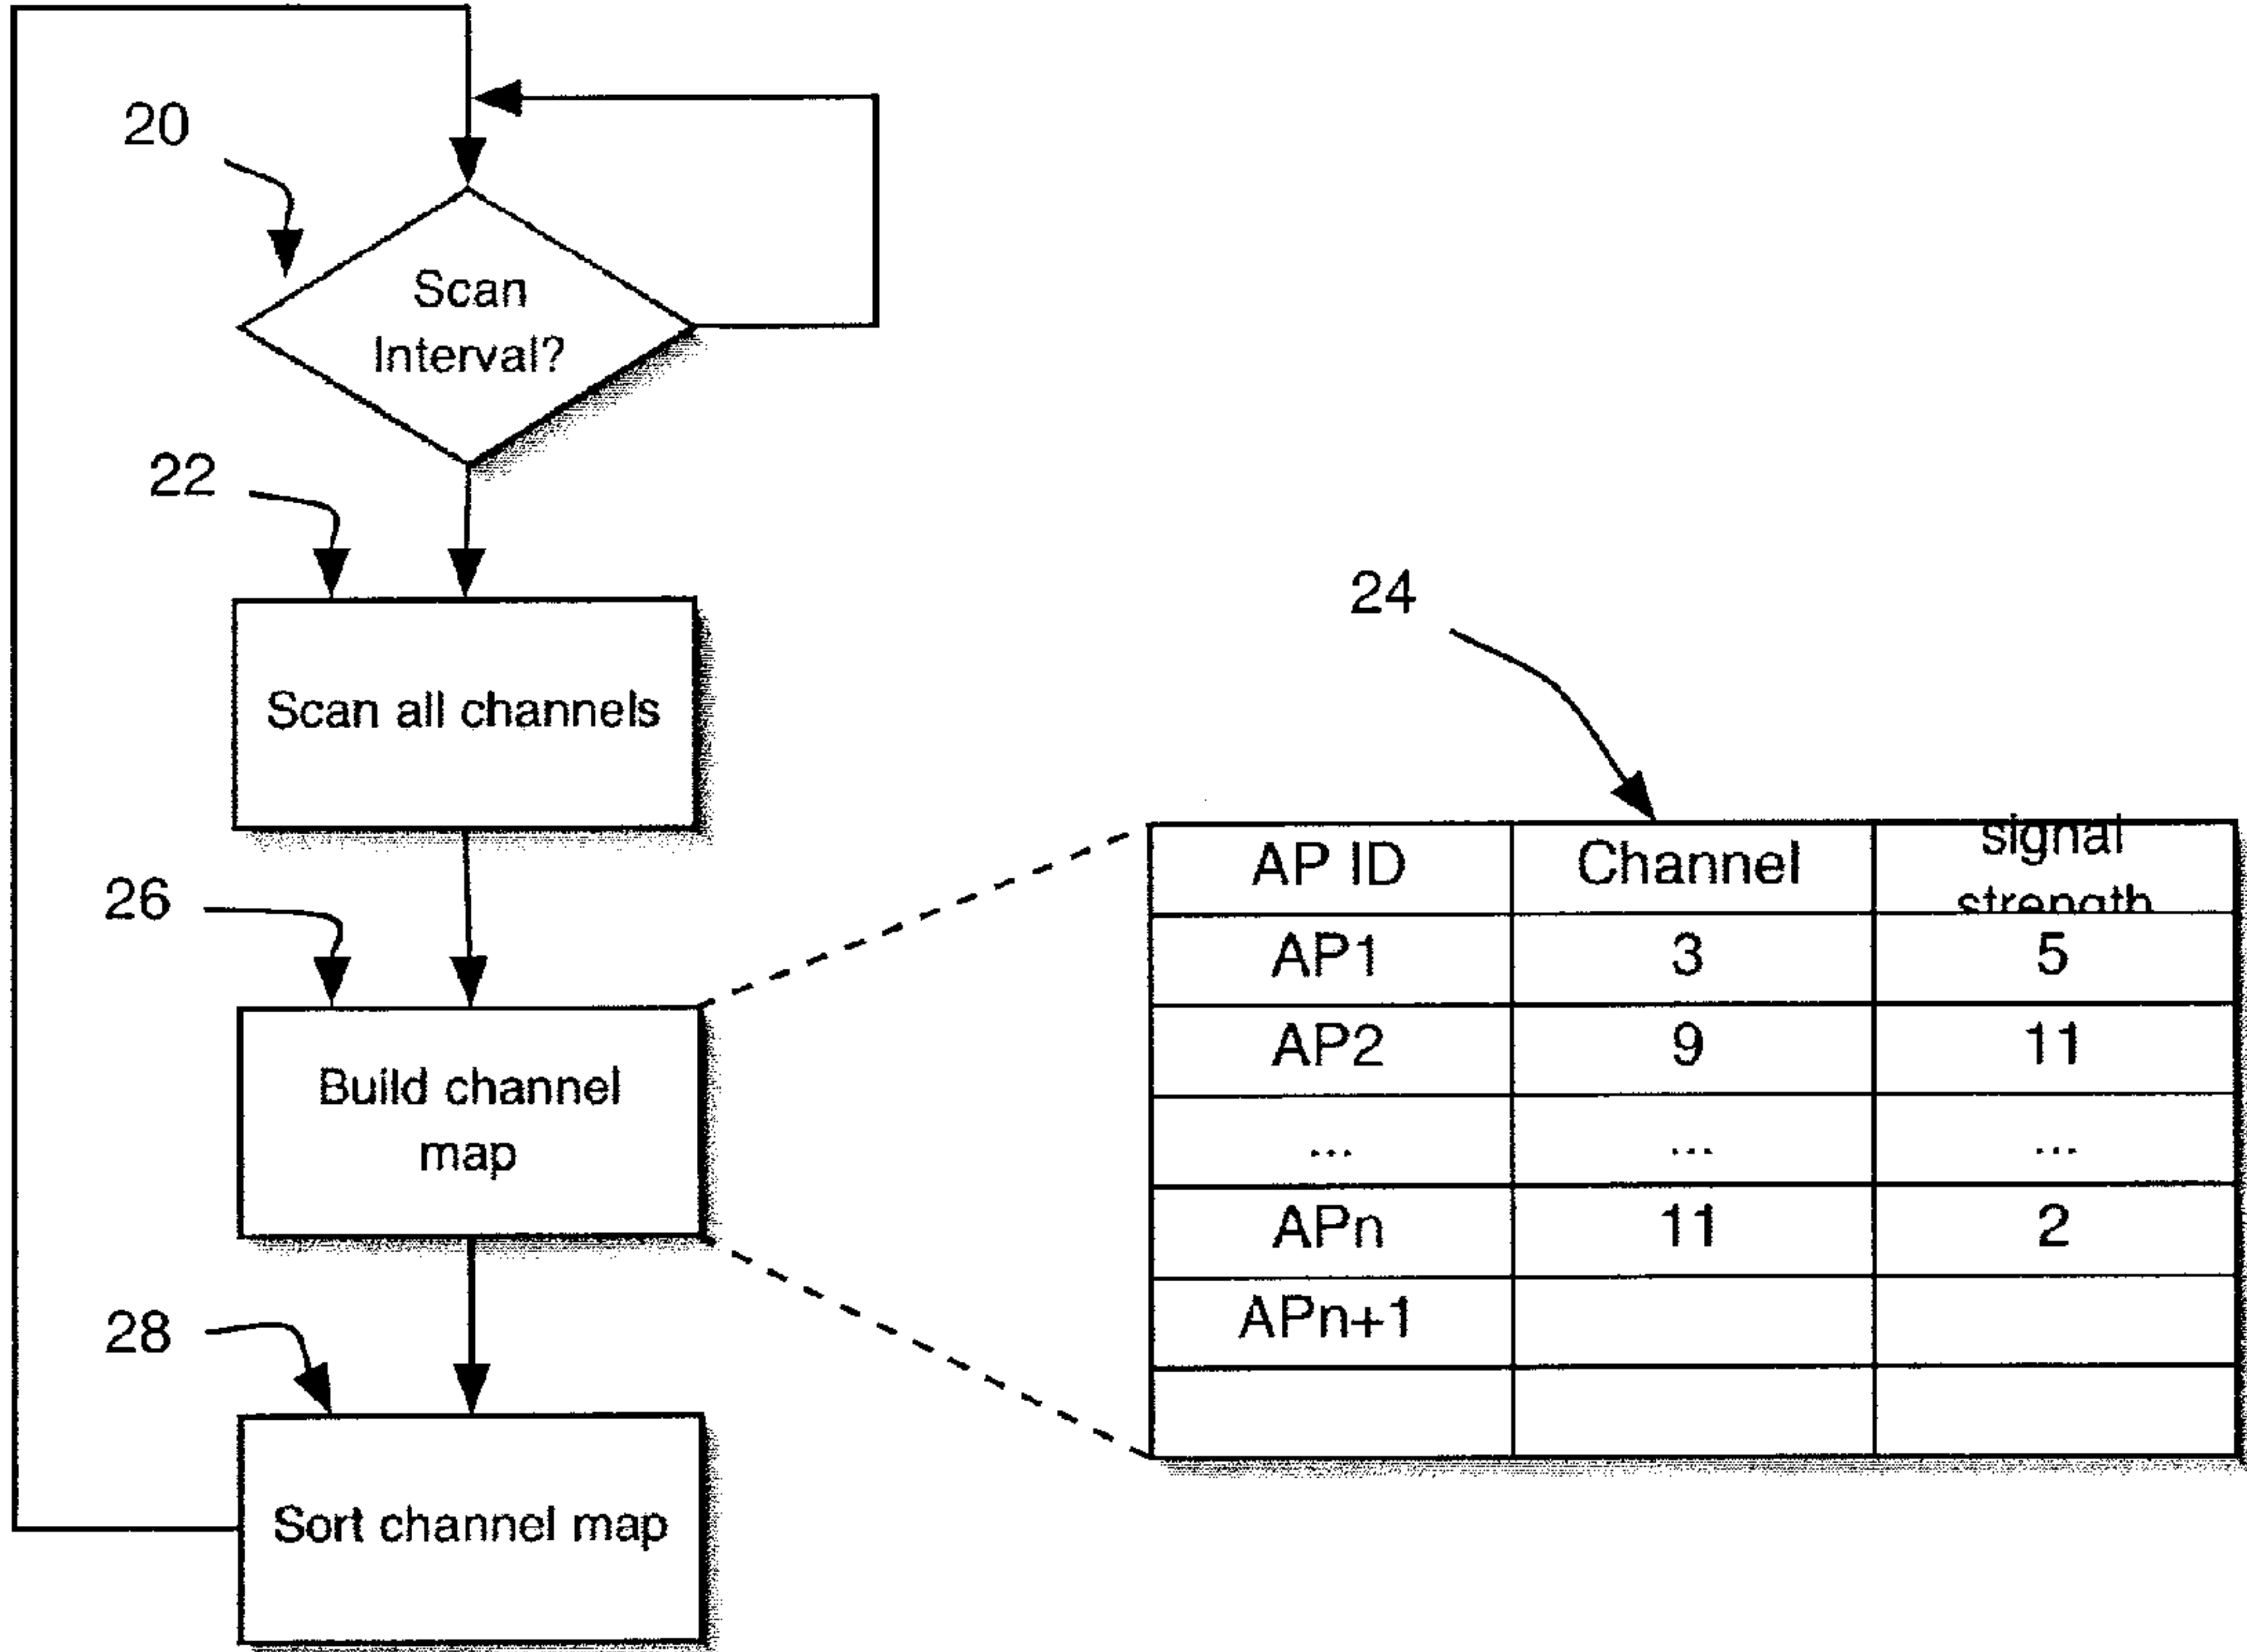 20
Scan
Interval?
22
Scan all channels
24
26
Build channel
map
AP ID Channel signal
strength
AP1 3 5
AP2 9 11
... ... ...
APn 11 2
APn+1
28
Sort channel map